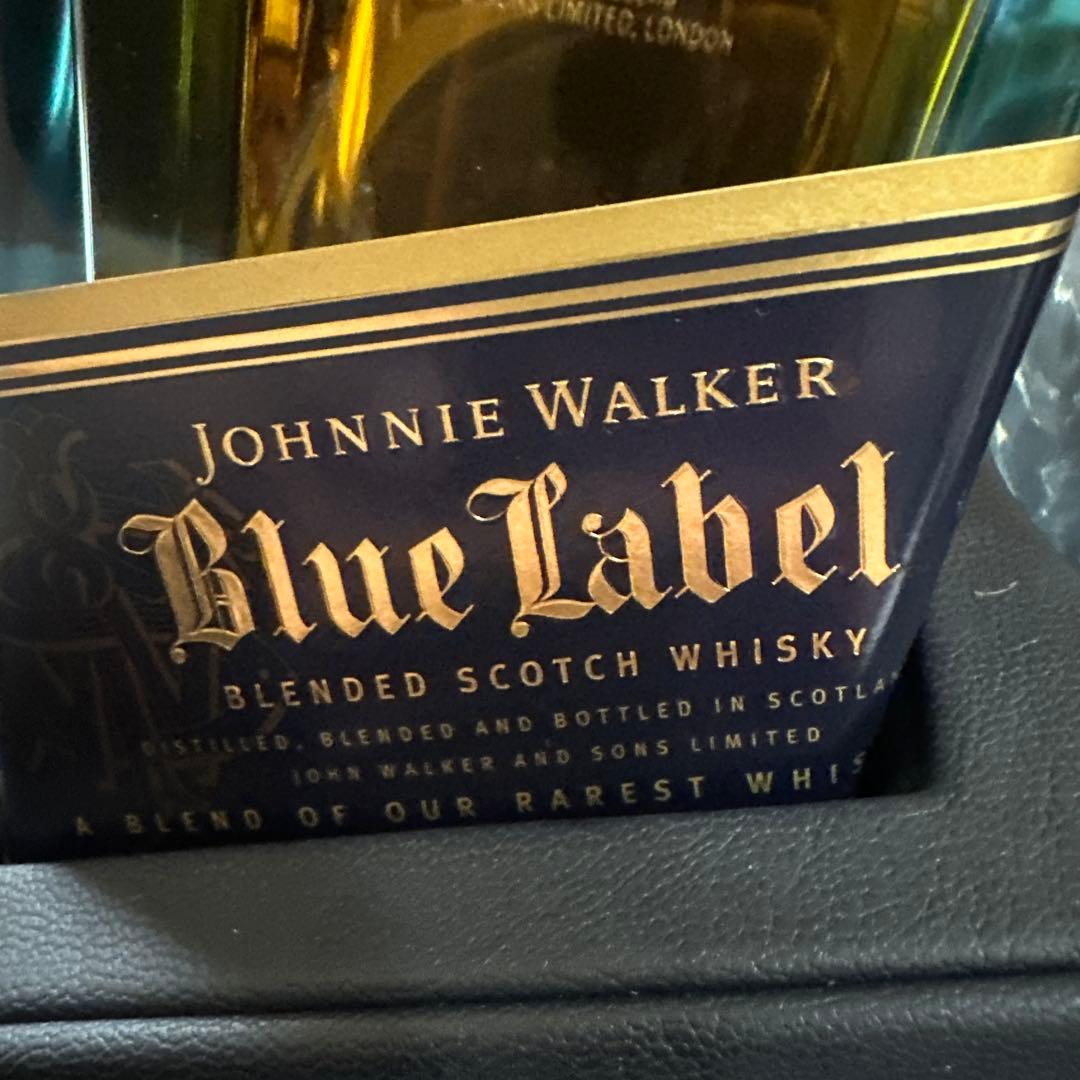 LIMITED, LONDON
JOHNNIE WALKER
Blue Label
BLENDED SCOTCH WHISKY
DISTILLED, BLENDED AND BOTTLED IN SCOTLA
JOHN WALKER AND SONS LIMITED
A BLEND OF OUR RAREST WHIS